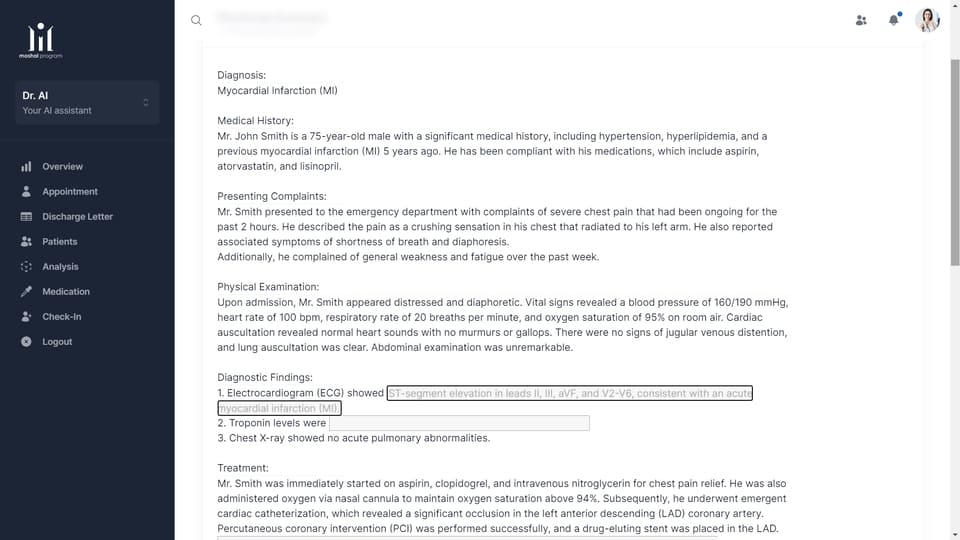 moshal program
Dr. AI
Your AI assistant
Overview
Appointment
Discharge Letter
Patients
Analysis
Medication
Check-In
Logout
Diagnosis:
Myocardial Infarction (MI)
Medical History:
Mr. John Smith is a 75-year-old male with a significant medical history, including hypertension, hyperlipidemia, and a
previous myocardial infarction (MI) 5 years ago. He has been compliant with his medications, which include aspirin,
atorvastatin, and lisinopril.
Presenting Complaints:
Mr. Smith presented to the emergency department with complaints of severe chest pain that had been ongoing for the
past 2 hours. He described the pain as a crushing sensation in his chest that radiated to his left arm. He also reported
associated symptoms of shortness of breath and diaphoresis.
Additionally, he complained of general weakness and fatigue over the past week.
Physical Examination:
Upon admission, Mr. Smith appeared distressed and diaphoretic. Vital signs revealed a blood pressure of 160/190 mmHg,
heart rate of 100 bpm, respiratory rate of 20 breaths per minute, and oxygen saturation of 95% on room air. Cardiac
auscultation revealed normal heart sounds with no murmurs or gallops. There were no signs of jugular venous distention,
and lung auscultation was clear. Abdominal examination was unremarkable.
Diagnostic Findings:
1. Electrocardiogram (ECG) showed ST-segment elevation in leads II, III, aVF, and V2-V6, consistent with an acute
myocardial infarction (MI).
2. Troponin levels were
3. Chest X-ray showed no acute pulmonary abnormalities.
Treatment:
Mr. Smith was immediately started on aspirin, clopidogrel, and intravenous nitroglycerin for chest pain relief. He was also
administered oxygen via nasal cannula to maintain oxygen saturation above 94%. Subsequently, he underwent emergent
cardiac catheterization, which revealed a significant occlusion in the left anterior descending (LAD) coronary artery.
Percutaneous coronary intervention (PCI) was performed successfully, and a drug-eluting stent was placed in the LAD.